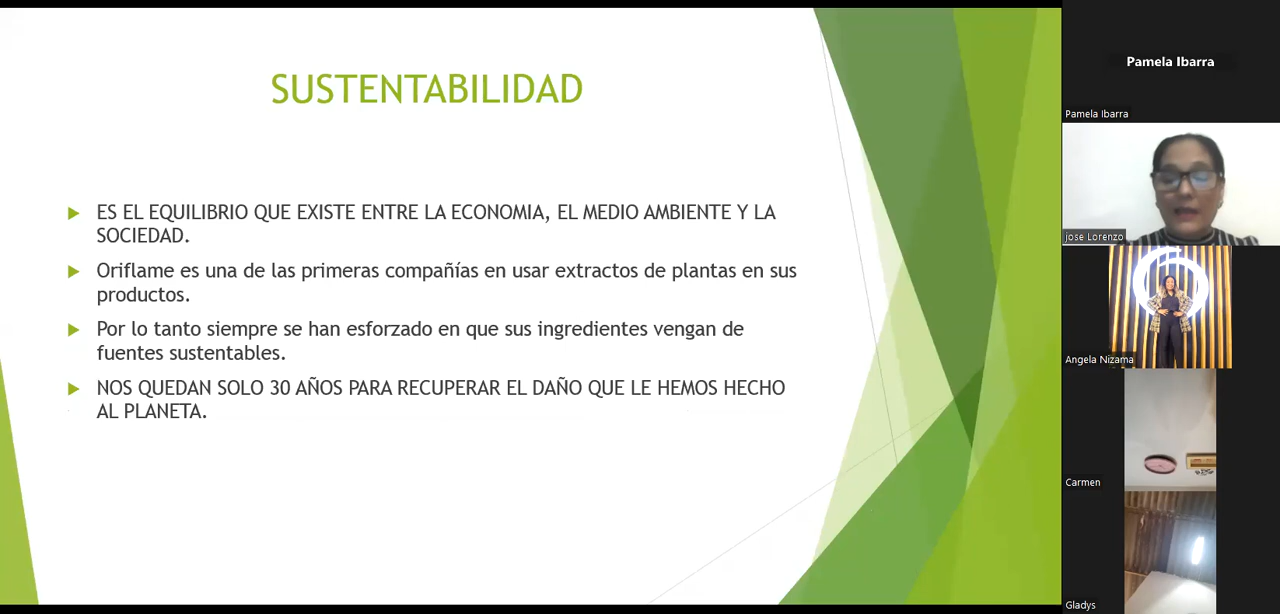 SUSTENTABILIDAD
ES EL EQUILIBRIO QUE EXISTE ENTRE LA ECONOMIA, EL MEDIO AMBIENTE Y LA
SOCIEDAD.
Oriflame es una de las primeras compañías en usar extractos de plantas en sus
productos.
Por lo tanto siempre se han esforzado en que sus ingredientes vengan de
fuentes sustentables.
NOS QUEDAN SOLO 30 AÑOS PARA RECUPERAR EL DAÑO QUE LE HEMOS HECHO
AL PLANETA.
Pamela Ibarra
Pamela Ibarra
jose Lorenzo
Angela Nizama
Carmen
Gladys